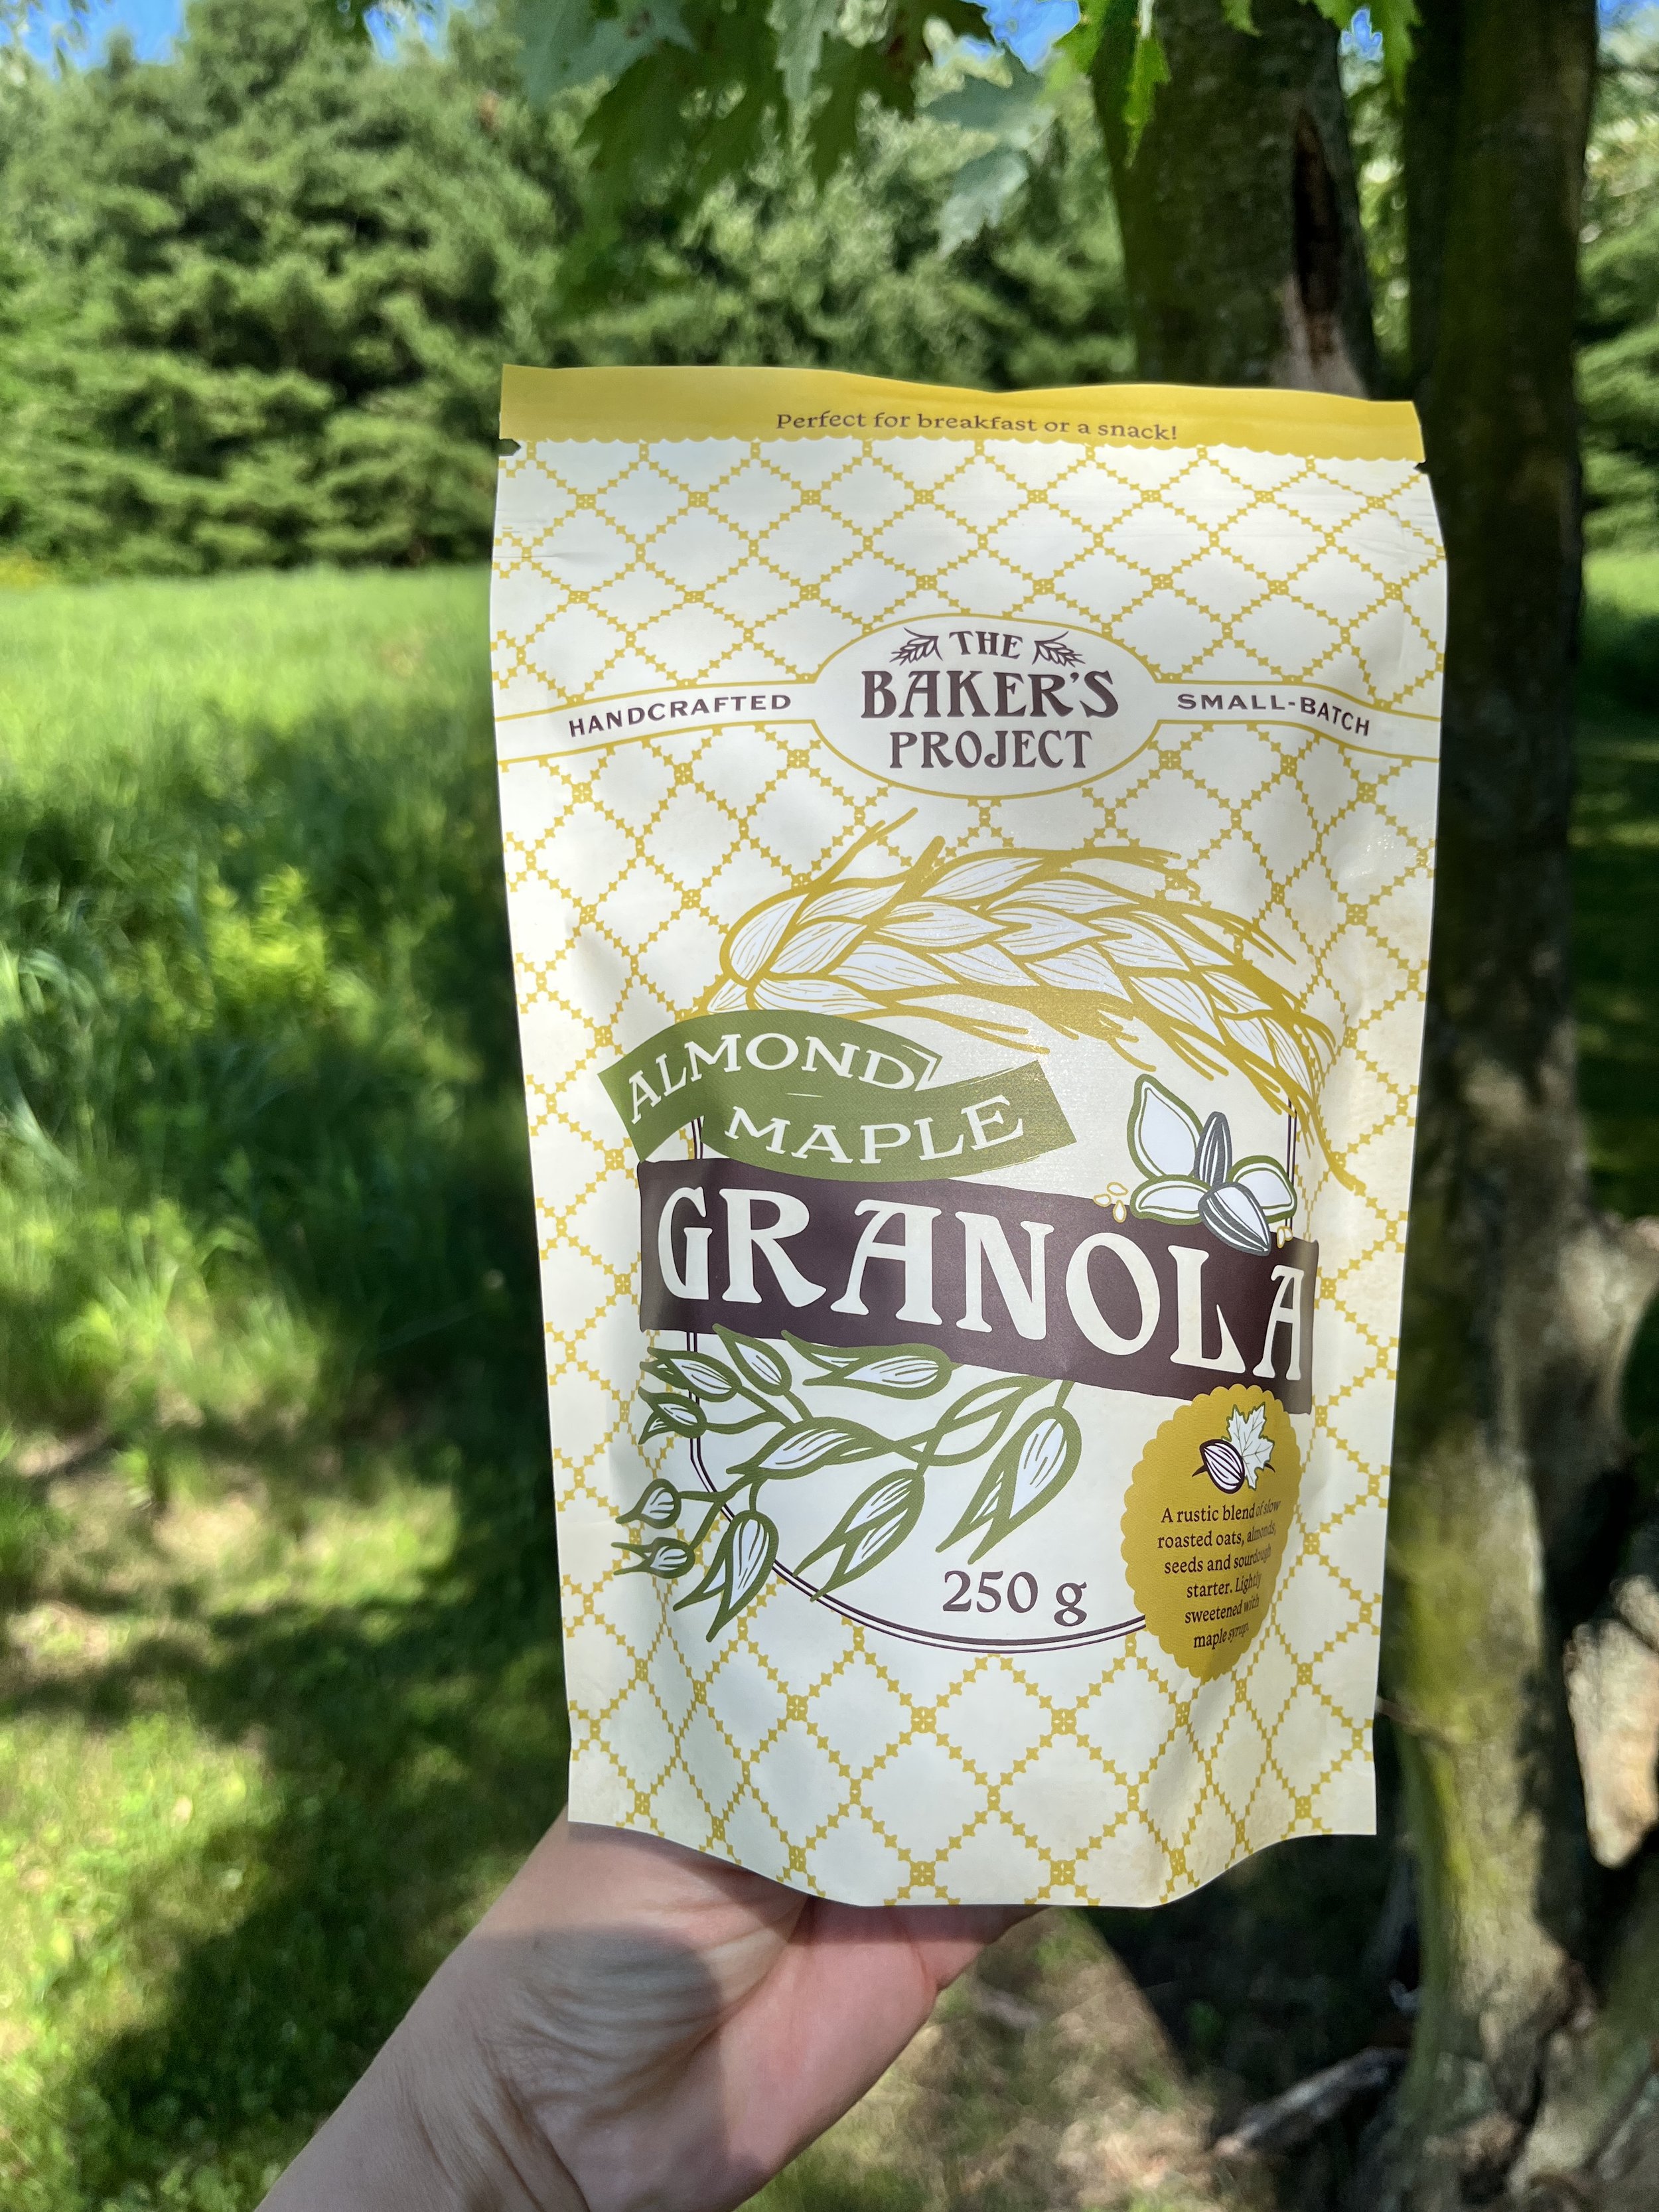 Perfect for breakfast or a snack!
THE
BAKER'S
PROJECT
HANDCRAFTED
SMALL-BATCH
ALMOND
MAPLE
GRANOLA
A rustic blend of slow
roasted oats, almonds,
seeds and sourdough
starter. Lightly
sweetened with
maple syrup.
250 g